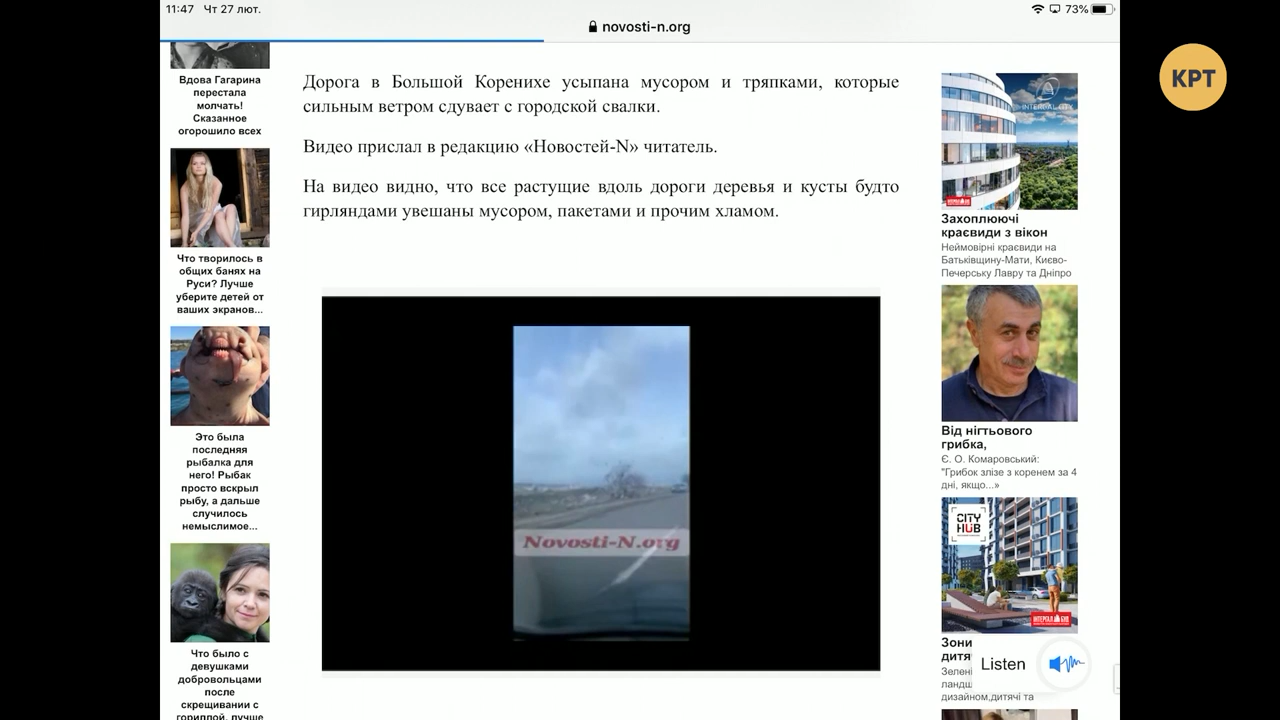 11:47 Чт 27 лют.
73%
novosti-n.org
КРТ
Вдова Гагарина
перестала
молчать!
Сказанное
огорошило всех
Что творилось в
общих банях на
Руси? Лучше
уберите детей от
ваших экранов...
Это была
последняя
рыбалка для
него! Рыбак
просто вскрыл
рыбу, а дальше
случилось
немыслимое...
Что было с
девушками
добровольцами
после
скрещивании с
гориллой, лучше
Дорога в Большой Коренихе усыпана мусором и тряпками, которые
сильным ветром сдувает с городской свалки.
Видео прислал в редакцию «Новостей-N» читатель.
На видео видно, что все растущие вдоль дороги деревья и кусты будто
гирляндами увешаны мусором, пакетами и прочим хламом.
Novosti-N.org
Захоплюючі
краєвиди з вікон
Неймовірні краєвиди на
Батьківщину-Мати, Києво-
Печерську Лавру та Дніпро
Від нігтьового
грибка,
Є. О. Комаровський:
"Грибок злізе з коренем за 4
дні, якщо...»
CITY
HUB
ІНТЕРГАЛ БУД
Зони
Зелені
дизайном,дитячі та
Listen